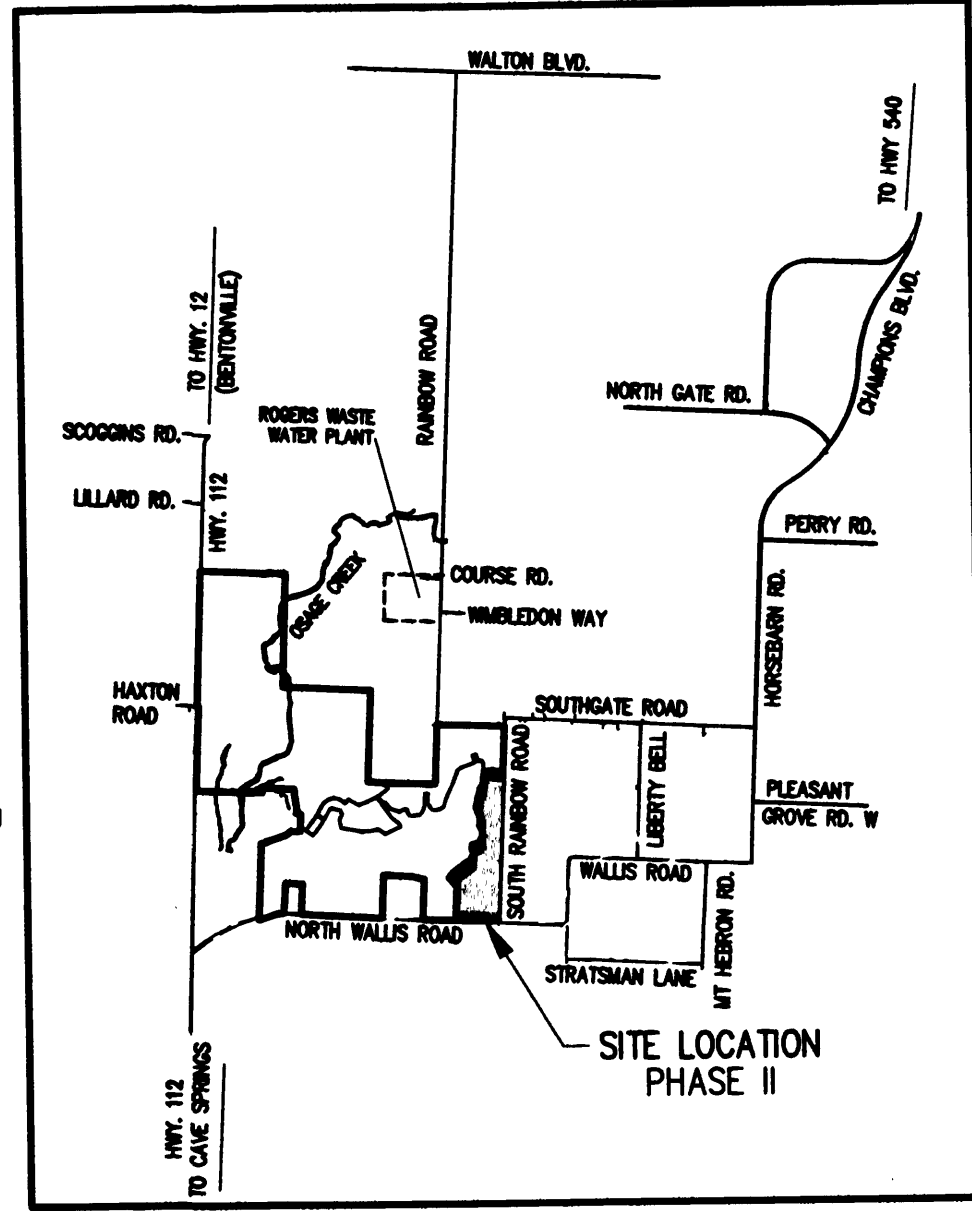 WALTON BLVD.
TO HWY 540
CHAMPIONS BLVD.
TO HWY. 12
(BENTONVILLE)
RAINBOW ROAD
NORTH GATE RD.
ROGERS WASTE
WATER PLANT
SCOGGINS RD.
LILLARD RD.
HWY. 112
PERRY RD.
OSAGE CREEK
COURSE RD.
WIMBLEDON WAY
HORSEBARN RD.
HAXTON
ROAD
SOUTHGATE ROAD
SOUTH RAINBOW ROAD
LIBERTY BELL
PLEASANT
GROVE RD. W
WALLIS ROAD
MT HEBRON RD.
NORTH WALLIS ROAD
STRATSMAN LANE
SITE LOCATION
PHASE II
HWY. 112
TO CAVE SPRINGS